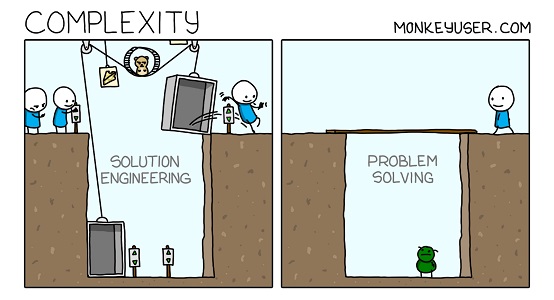 COMPLEXITY
MONKEYUSER.COM
SOLUTION
ENGINEERING
PROBLEM
SOLVING